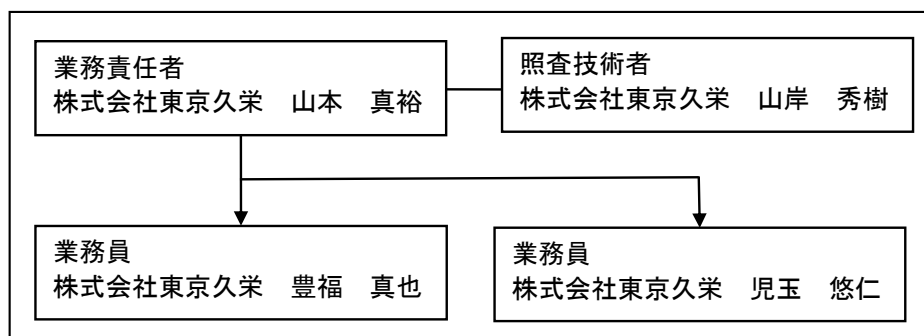 業務責任者
株式会社東京久栄　山本　真裕
照査技術者
株式会社東京久栄　山岸　秀樹
業務員
株式会社東京久栄　豊福　真也
業務員
株式会社東京久栄　児玉　悠仁